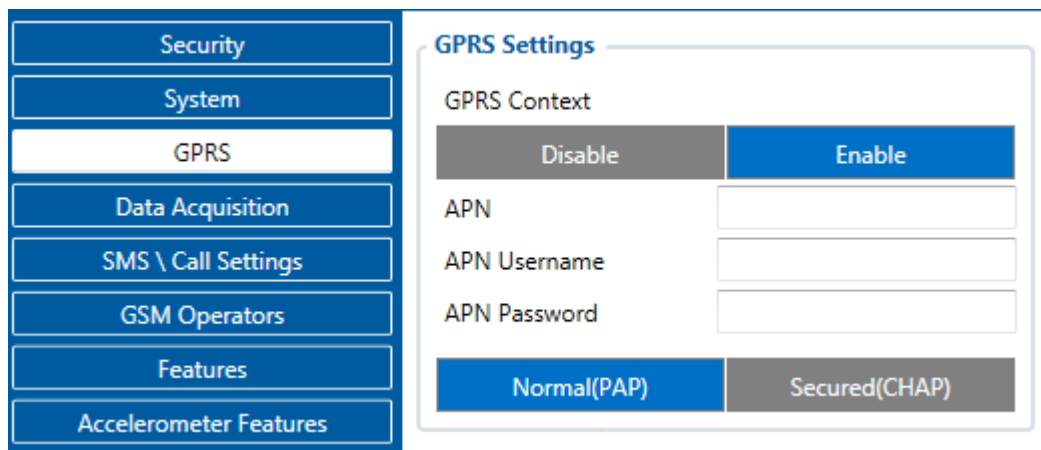 Security
System
GPRS
Data Acquisition
SMS \ Call Settings
GSM Operators
Features
Accelerometer Features
GPRS Settings
GPRS Context
Disable Enable
APN
APN Username
APN Password
Normal(PAP) Secured(CHAP)